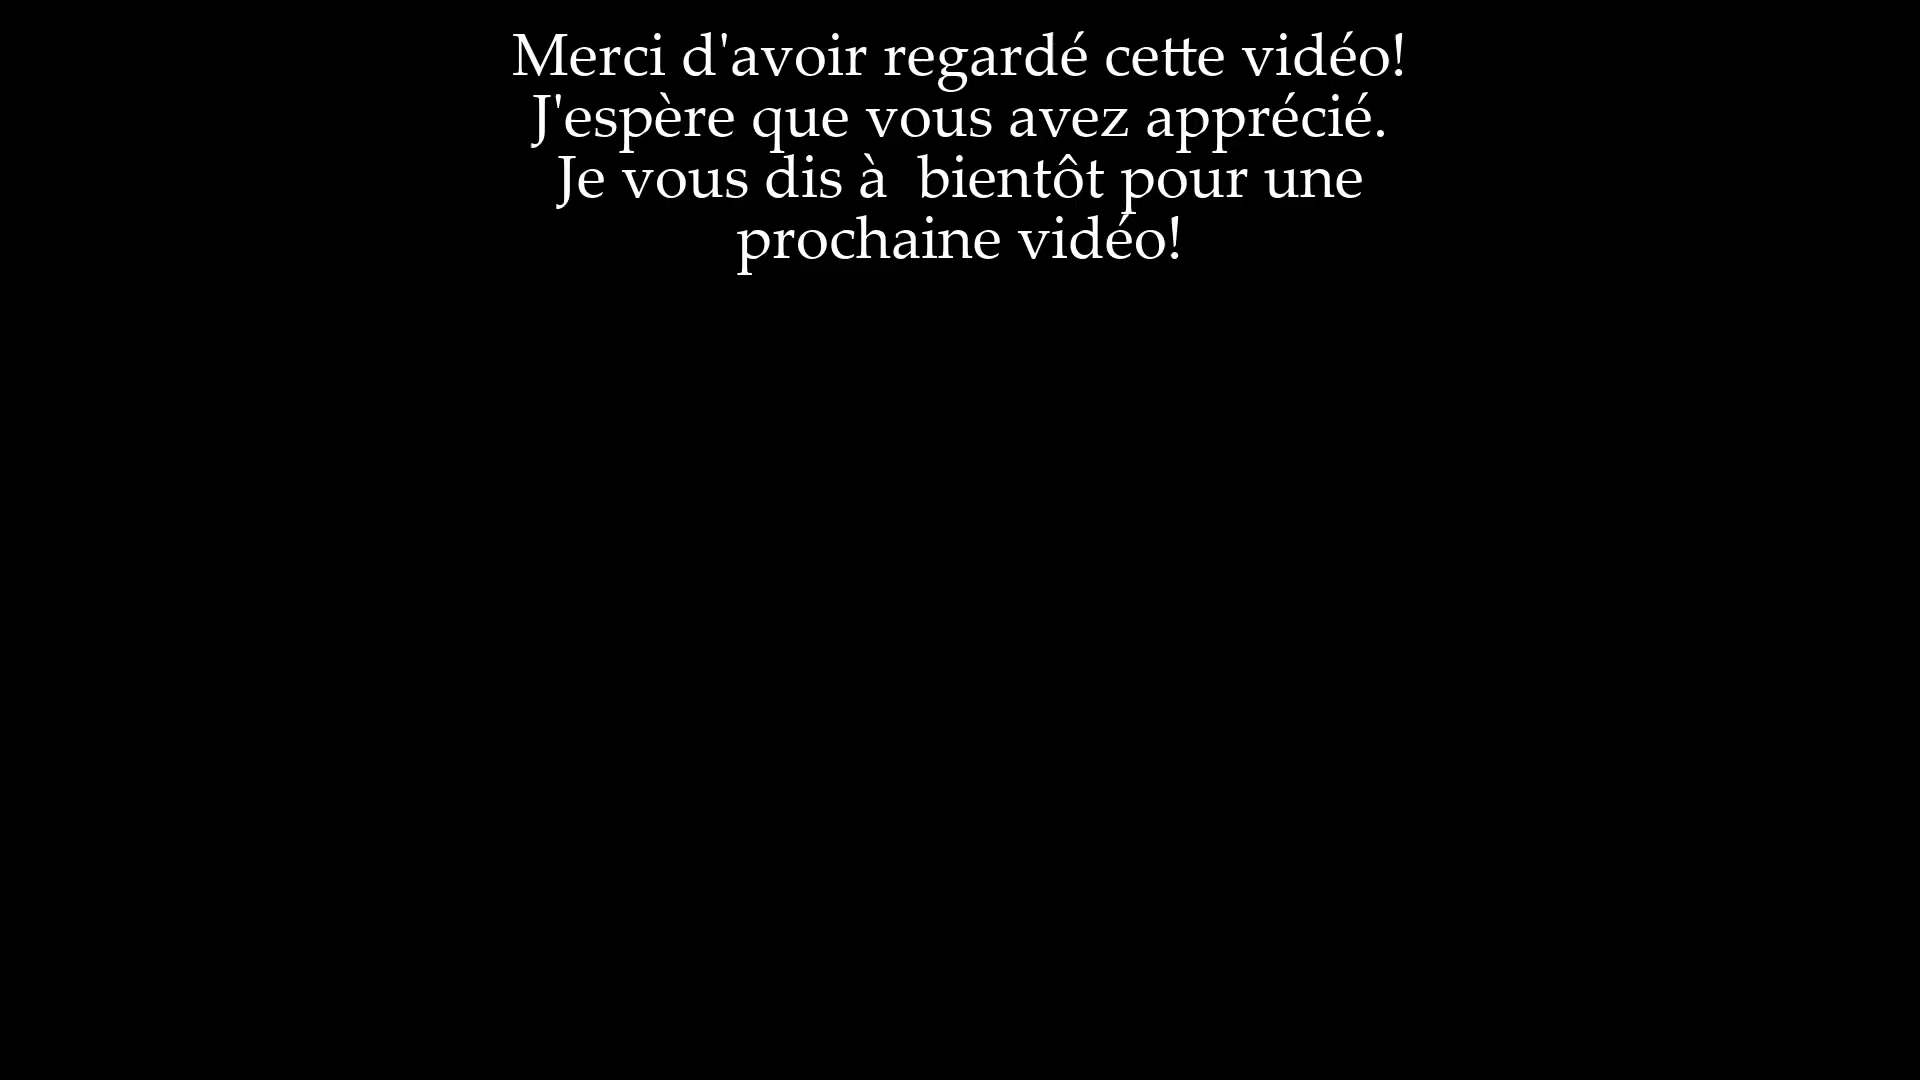 Merci d'avoir regardé cette vidéo!
J'espère que vous avez apprécié.
Je vous dis à  bientôt pour une
prochaine vidéo!